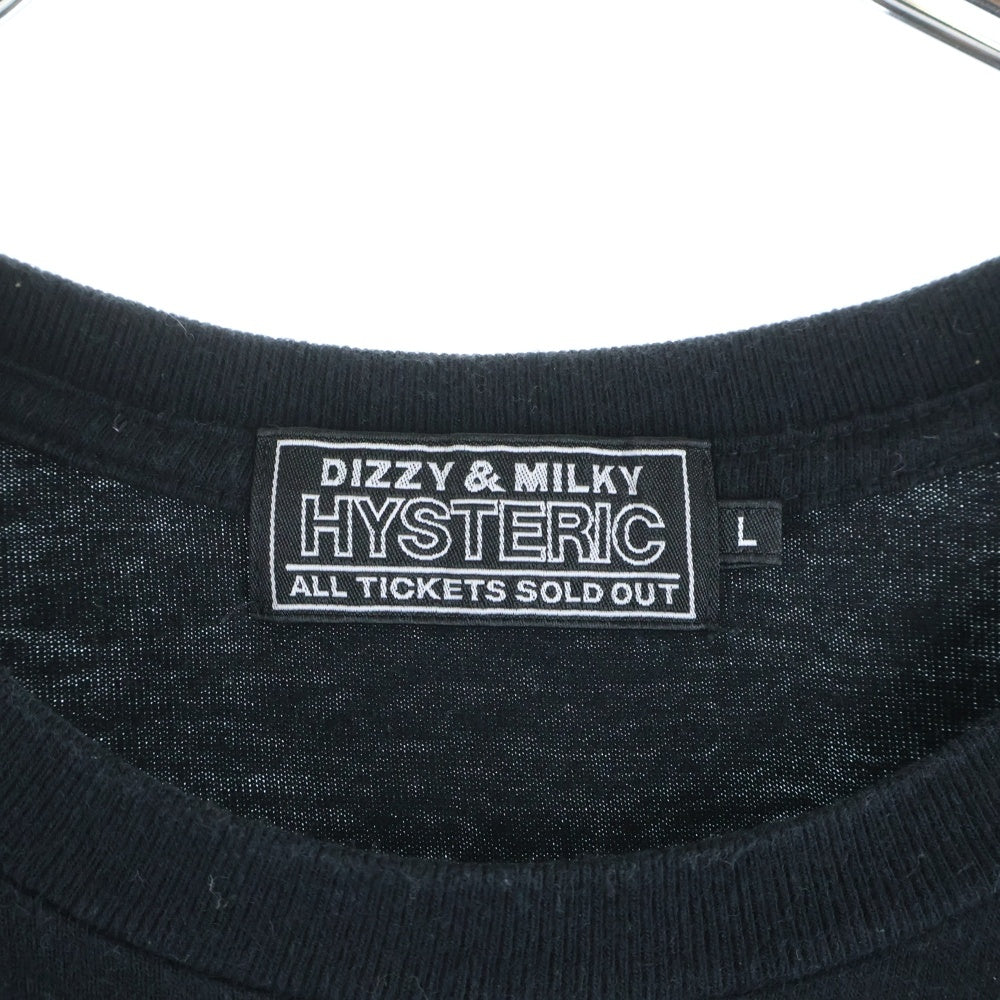 DIZZY & MILKY
HYSTERIC
ALL TICKETS SOLD OUT
L